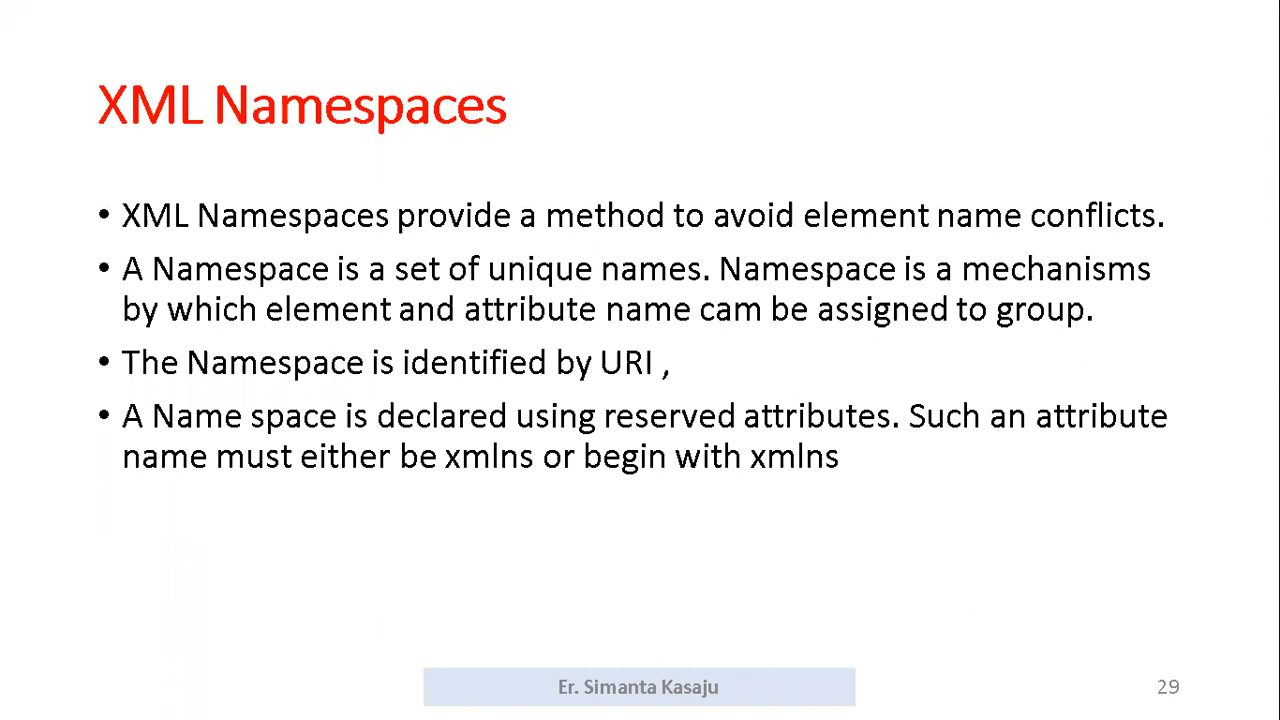 XML Namespaces
• XML Namespaces provide a method to avoid element name conflicts.
• A Namespace is a set of unique names. Namespace is a mechanisms
by which element and attribute name cam be assigned to group.
• The Namespace is identified by URI ,
• A Name space is declared using reserved attributes. Such an attribute
name must either be xmlns or begin with xmlns
Er. Simanta Kasaju
29